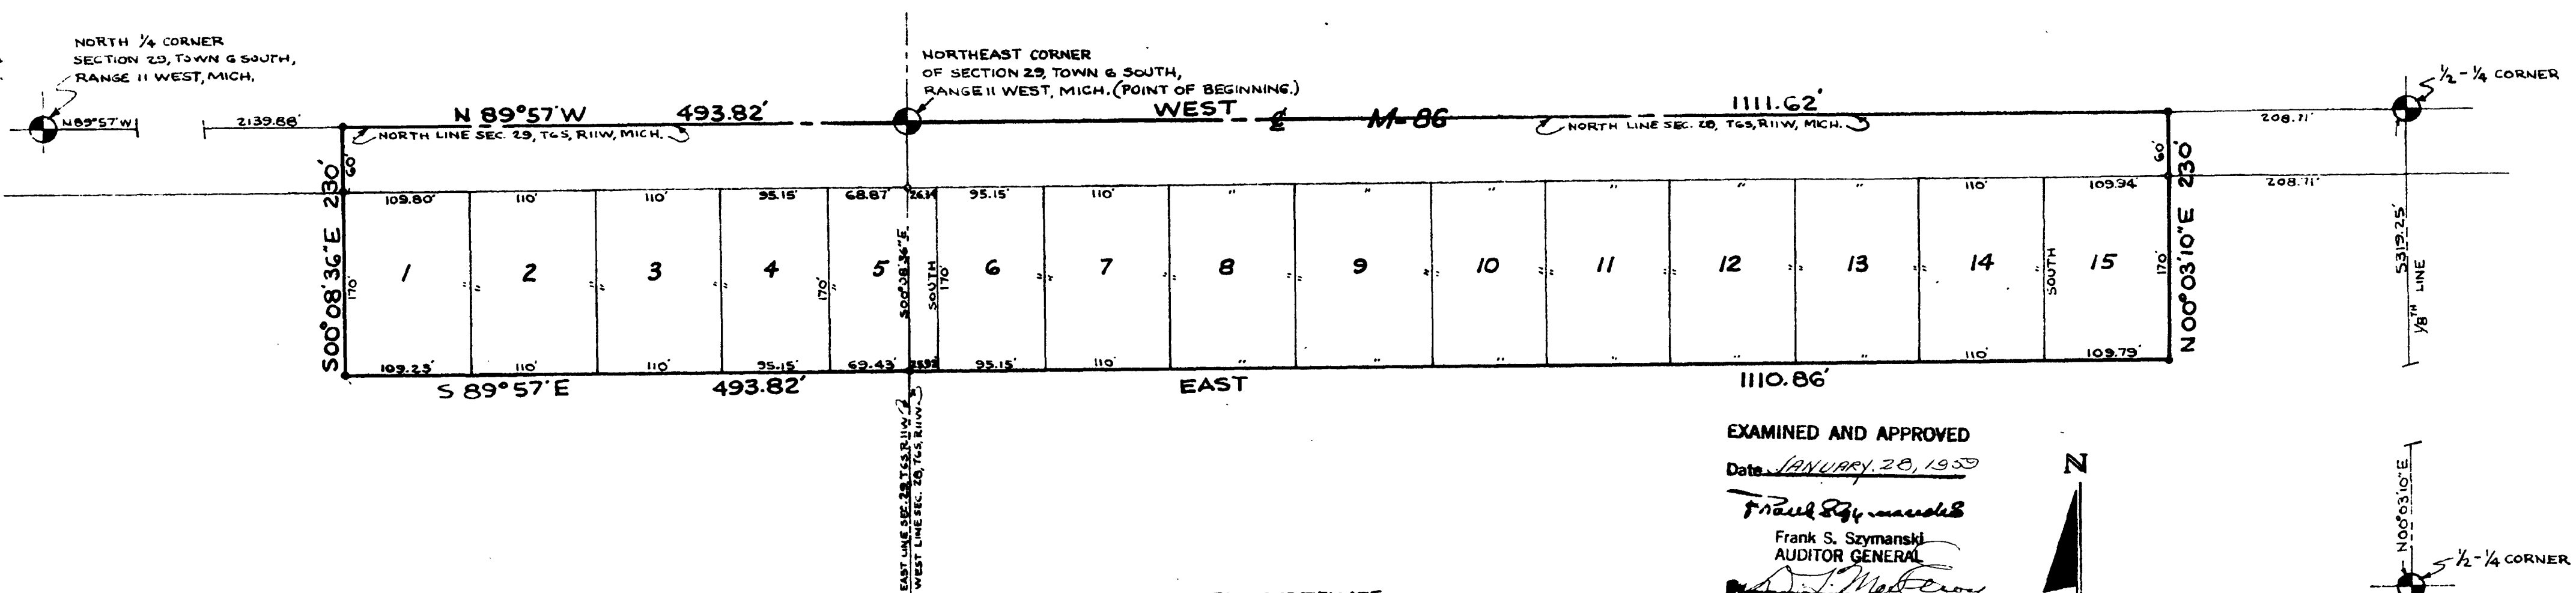 NORTH 1/4 CORNER
SECTION 29, TOWN 6 SOUTH,
RANGE 11 WEST, MICH.
NORTHEAST CORNER
OF SECTION 29, TOWN 6 SOUTH,
RANGE 11 WEST, MICH. (POINT OF BEGINNING.)
1/2 - 1/4 CORNER
N89°57'W
2139.88'
N 89°57'W 493.82'
WEST
℄ M-86
1111.62'
208.71'
NORTH LINE SEC. 29, T6S, R11W, MICH.
NORTH LINE SEC. 28, T6S, R11W, MICH.
60'
60'
S00°08'36"E 230'
N00°03'10"E 230'
109.80' 110' 110' 95.15' 68.87' 26.34 95.15' 110' " " " " " " 110' 109.94 208.71'
170'
1 2 3 4 5 6 7 8 9 10 11 12 13 14 15
170'
S00°08'36"E
SOUTH
170'
SOUTH
170'
109.23' 110' 110' 95.15' 69.43' 25.92 95.15' 110' " " " " " " 110' 109.79'
S 89°57'E 493.82'
EAST
1110.86'
5319.25'
1/8TH LINE
EAST LINE SEC. 29, T6S, R11W
WEST LINE SEC. 28, T6S, R11W
EXAMINED AND APPROVED
Date JANUARY 28, 1959
Frank S. Szymanski
AUDITOR GENERAL
N
N00°03'10"E
1/2 - 1/4 CORNER